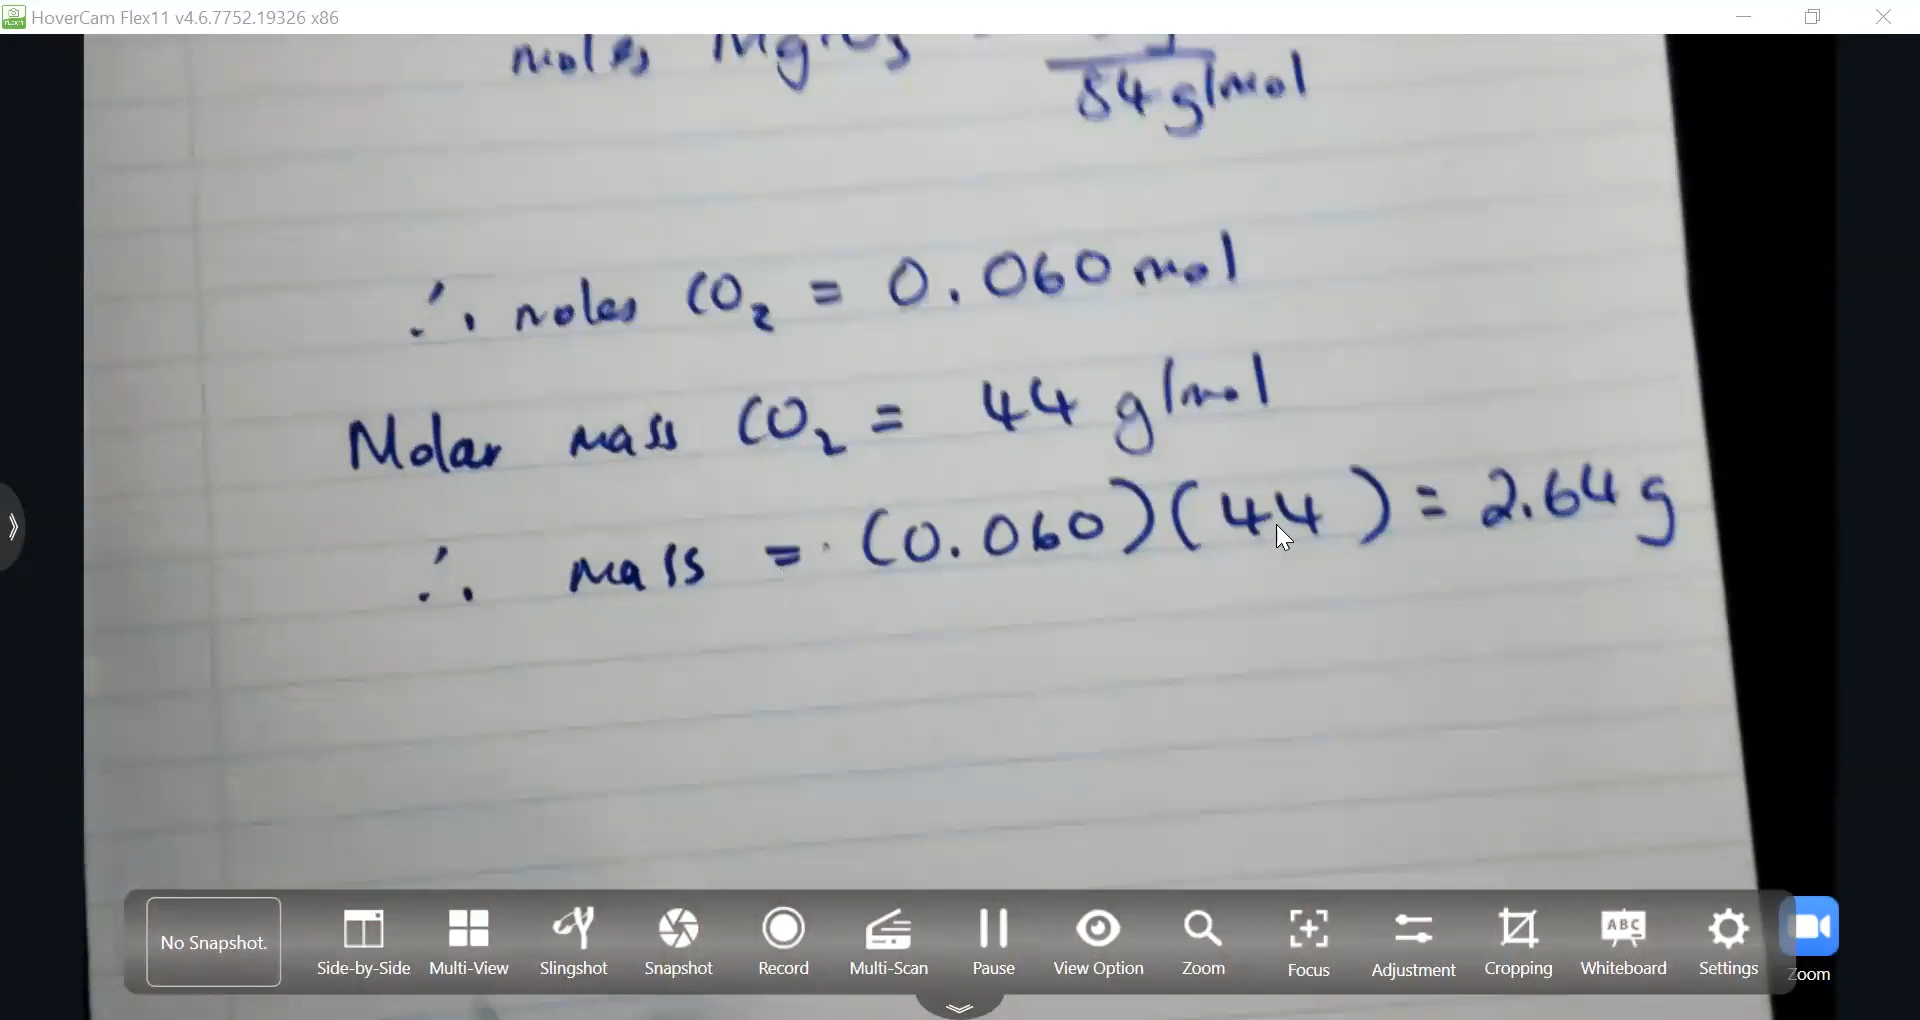 HoverCam Flex11 v4.6.7752.19326 x86
moles
84 g/mol
∴ moles CO₂ = 0.060 mol
Molar mass CO₂ = 44 g/mol
∴ mass = (0.060)(44) = 2.64 g
No Snapshot.
Side-by-Side Multi-View Slingshot Snapshot Record Multi-Scan Pause View Option Zoom Focus Adjustment Cropping ABC Whiteboard Settings Zoom